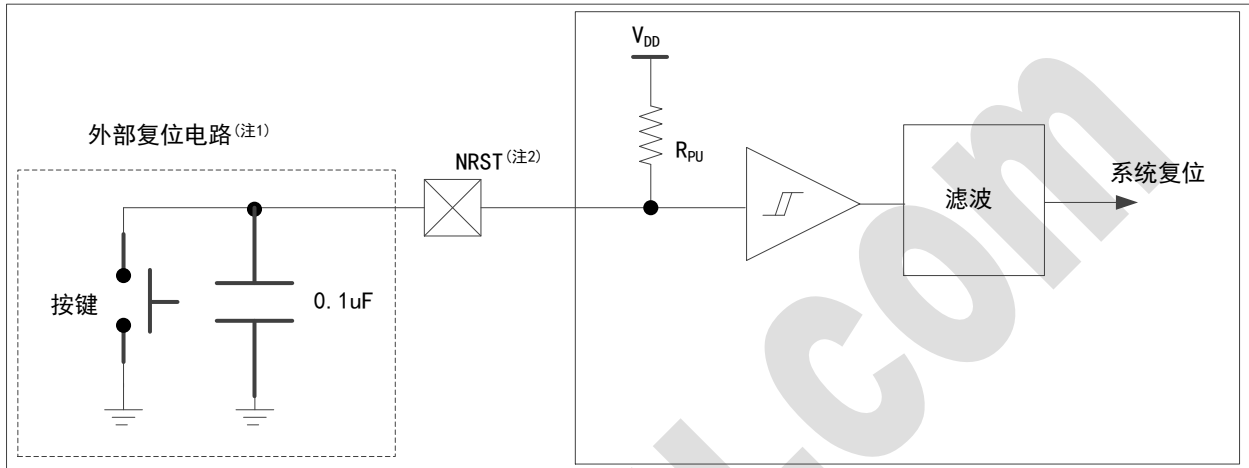 V_DD
外部复位电路(注1)
NRST(注2)
R_PU
系统复位
滤波
按键
0.1uF
.com